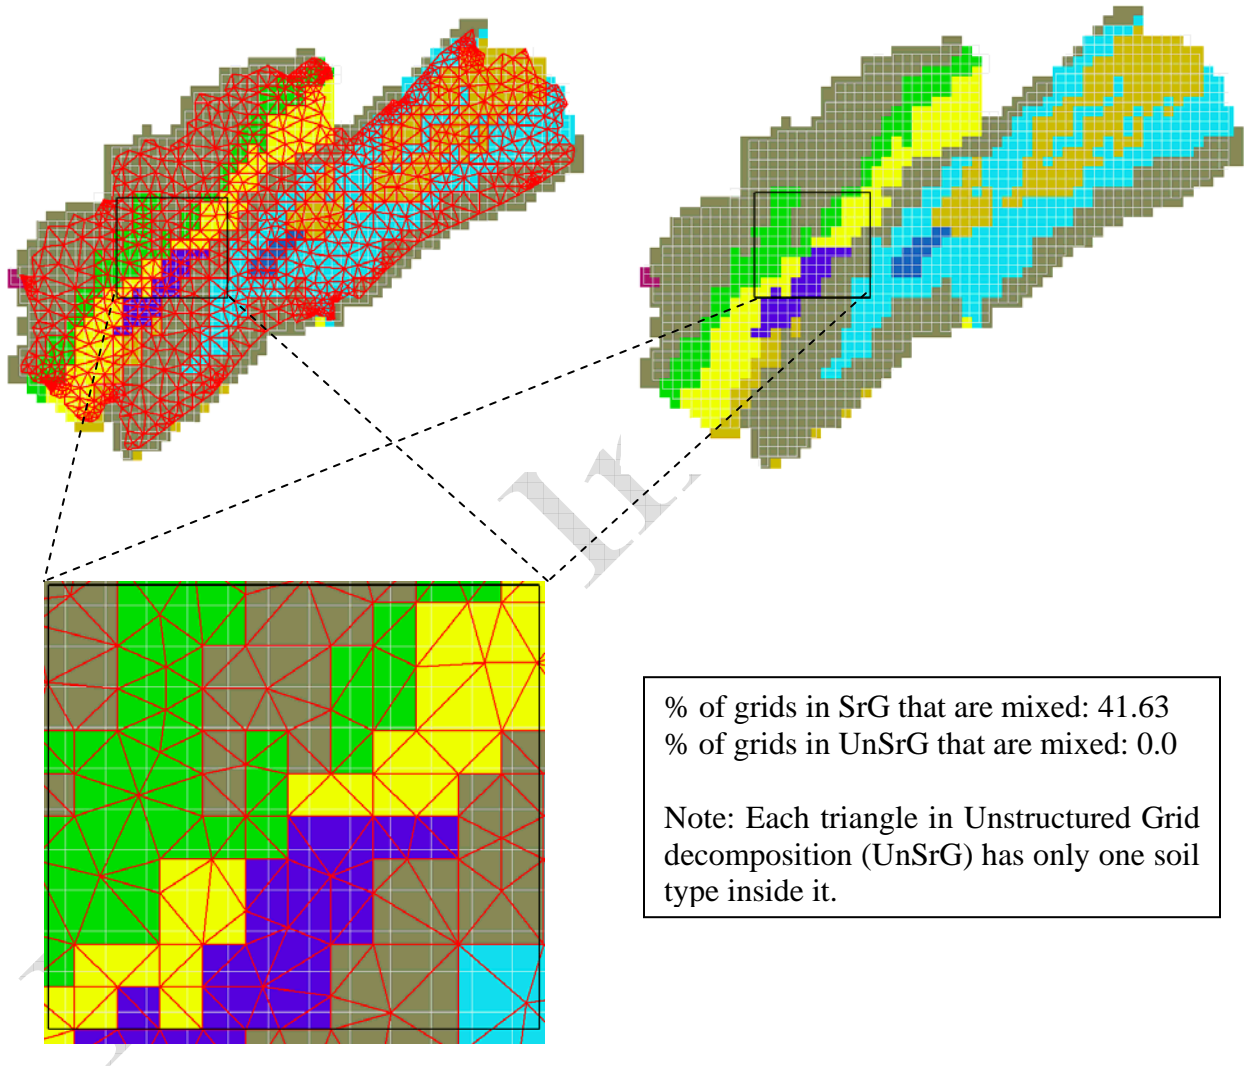 % of grids in SrG that are mixed: 41.63
% of grids in UnSrG that are mixed: 0.0
Note: Each triangle in Unstructured Grid
decomposition (UnSrG) has only one soil
type inside it.